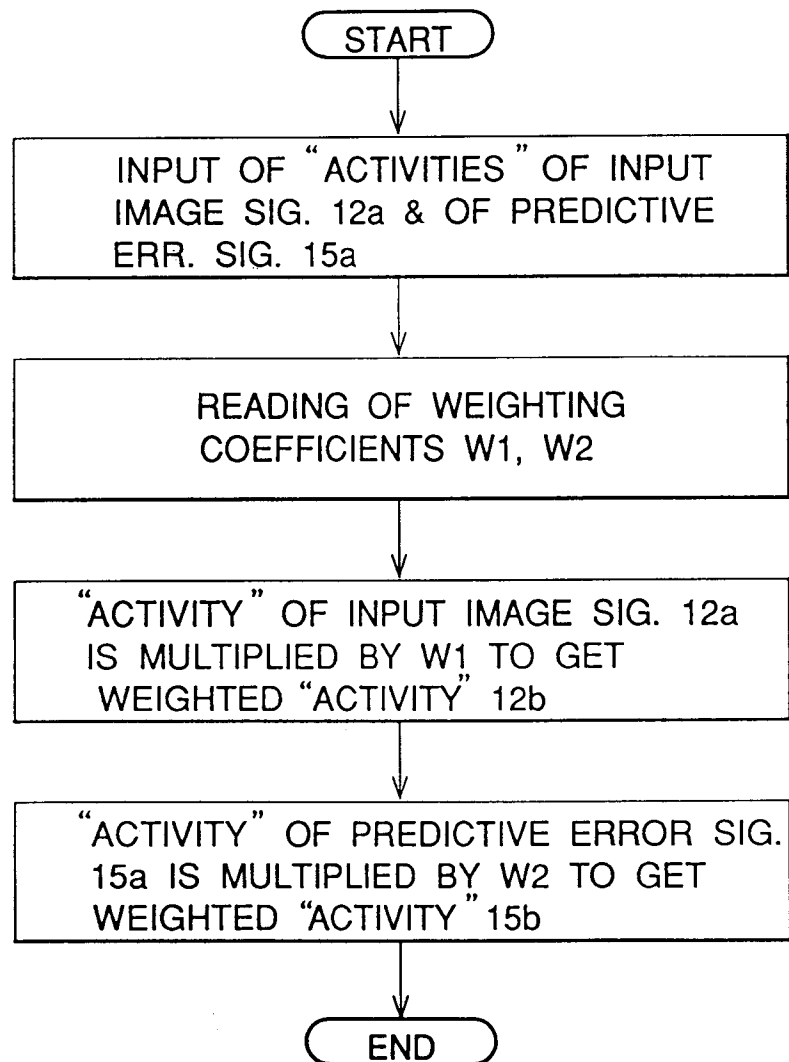 START
INPUT OF “ACTIVITIES” OF INPUT
IMAGE SIG. 12a & OF PREDICTIVE
ERR. SIG. 15a
READING OF WEIGHTING
COEFFICIENTS W1, W2
“ACTIVITY” OF INPUT IMAGE SIG. 12a
IS MULTIPLIED BY W1 TO GET
WEIGHTED “ACTIVITY” 12b
“ACTIVITY” OF PREDICTIVE ERROR SIG.
15a IS MULTIPLIED BY W2 TO GET
WEIGHTED “ACTIVITY” 15b
END